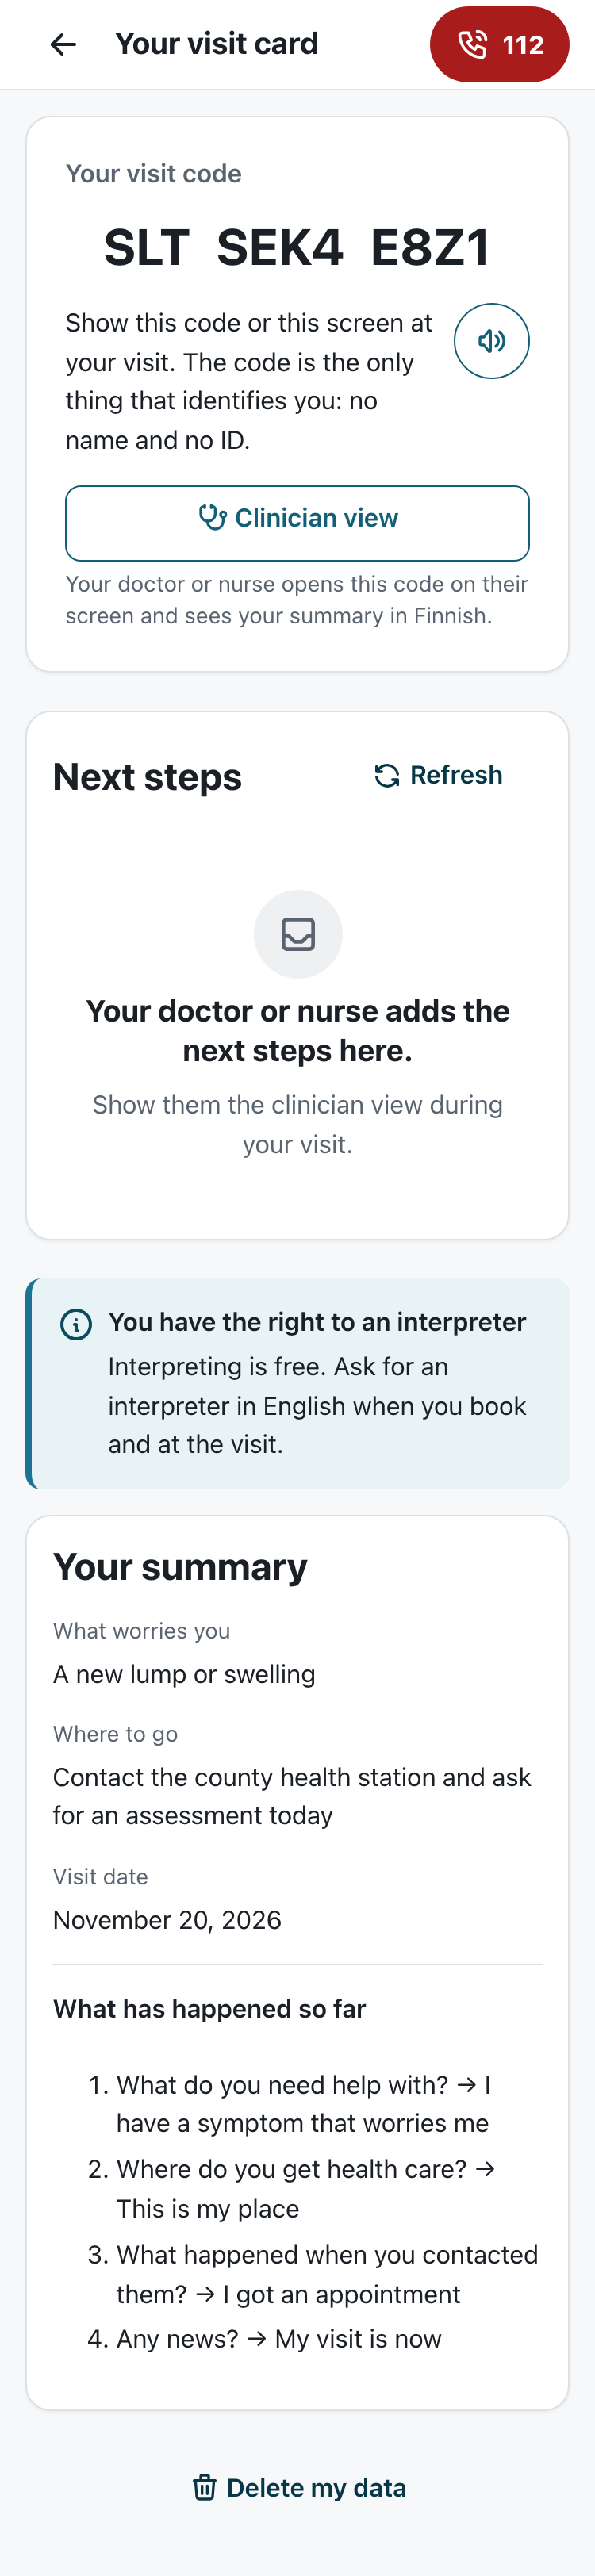 Your visit card
112
Your visit code
SLT SEK4 E8Z1
Show this code or this screen at
your visit. The code is the only
thing that identifies you: no
name and no ID.
Clinician view
Your doctor or nurse opens this code on their
screen and sees your summary in Finnish.
Next steps
Refresh
Your doctor or nurse adds the
next steps here.
Show them the clinician view during
your visit.
You have the right to an interpreter
Interpreting is free. Ask for an
interpreter in English when you book
and at the visit.
Your summary
What worries you
A new lump or swelling
Where to go
Contact the county health station and ask
for an assessment today
Visit date
November 20, 2026
What has happened so far
1. What do you need help with? → I
have a symptom that worries me
2. Where do you get health care? →
This is my place
3. What happened when you contacted
them? → I got an appointment
4. Any news? → My visit is now
Delete my data